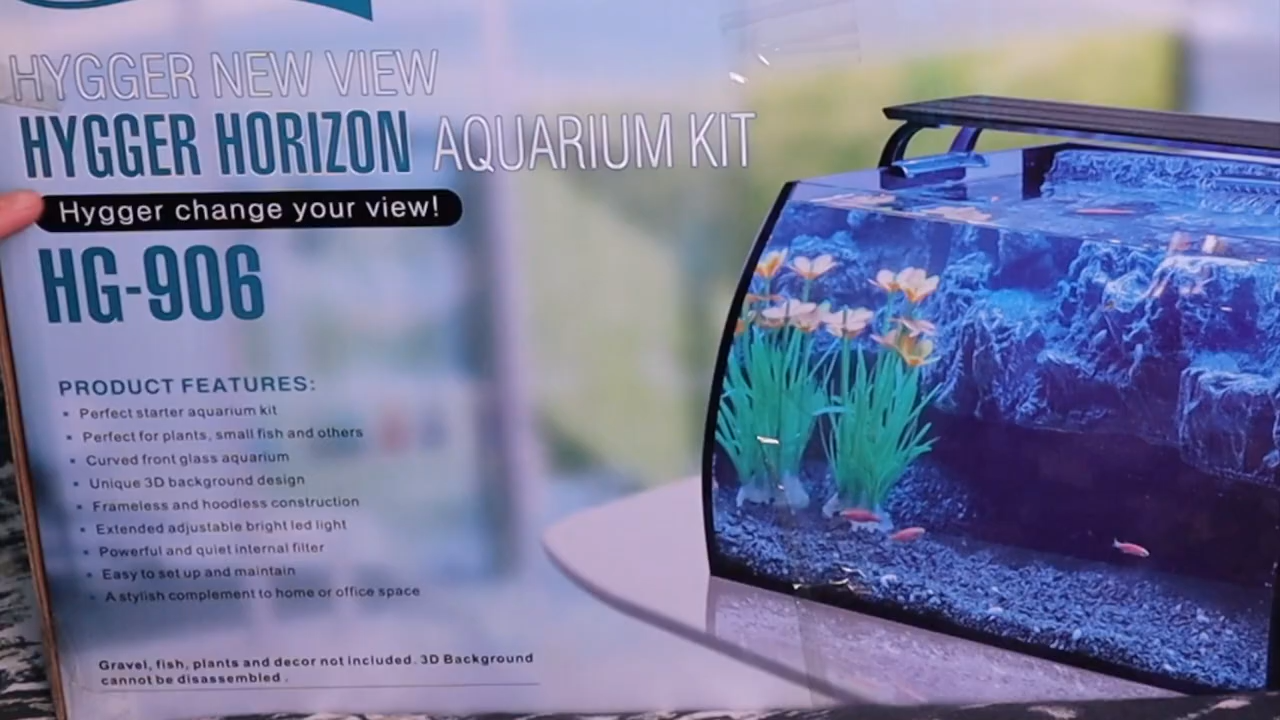 HYGGER NEW VIEW
HYGGER HORIZON AQUARIUM KIT
Hygger change your view!
HG-906
PRODUCT FEATURES:
Perfect starter aquarium kit
Perfect for plants, small fish and others
Curved front glass aquarium
Unique 3D background design
Frameless and hoodless construction
Extended adjustable bright led light
Powerful and quiet internal filter
Easy to set up and maintain
A stylish complement to home or office space
Gravel, fish, plants and decor not included. 3D Background
cannot be disassembled .